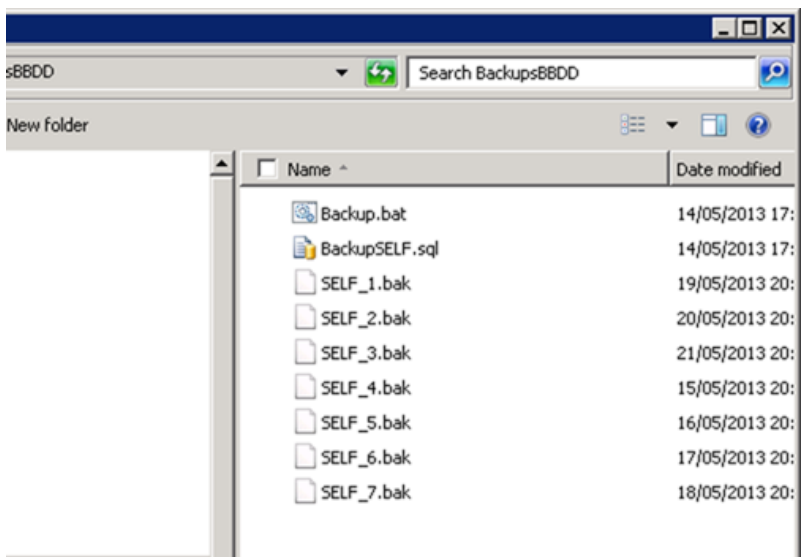 sBBDD Search BackupsBBDD
New folder
Name Date modified
Backup.bat 14/05/2013 17:
BackupSELF.sql 14/05/2013 17:
SELF_1.bak 19/05/2013 20:
SELF_2.bak 20/05/2013 20:
SELF_3.bak 21/05/2013 20:
SELF_4.bak 15/05/2013 20:
SELF_5.bak 16/05/2013 20:
SELF_6.bak 17/05/2013 20:
SELF_7.bak 18/05/2013 20: